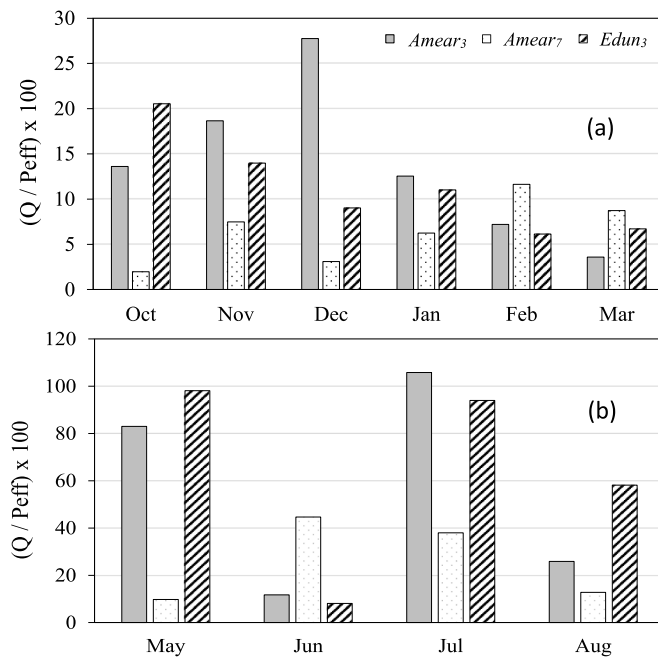 30
Amear3 Amear7 Edun3
25
20
(a)
15
10
5
0
(Q / Peff) x 100
Oct Nov Dec Jan Feb Mar
120
100
(b)
80
60
40
20
0
(Q / Peff) x 100
May Jun Jul Aug